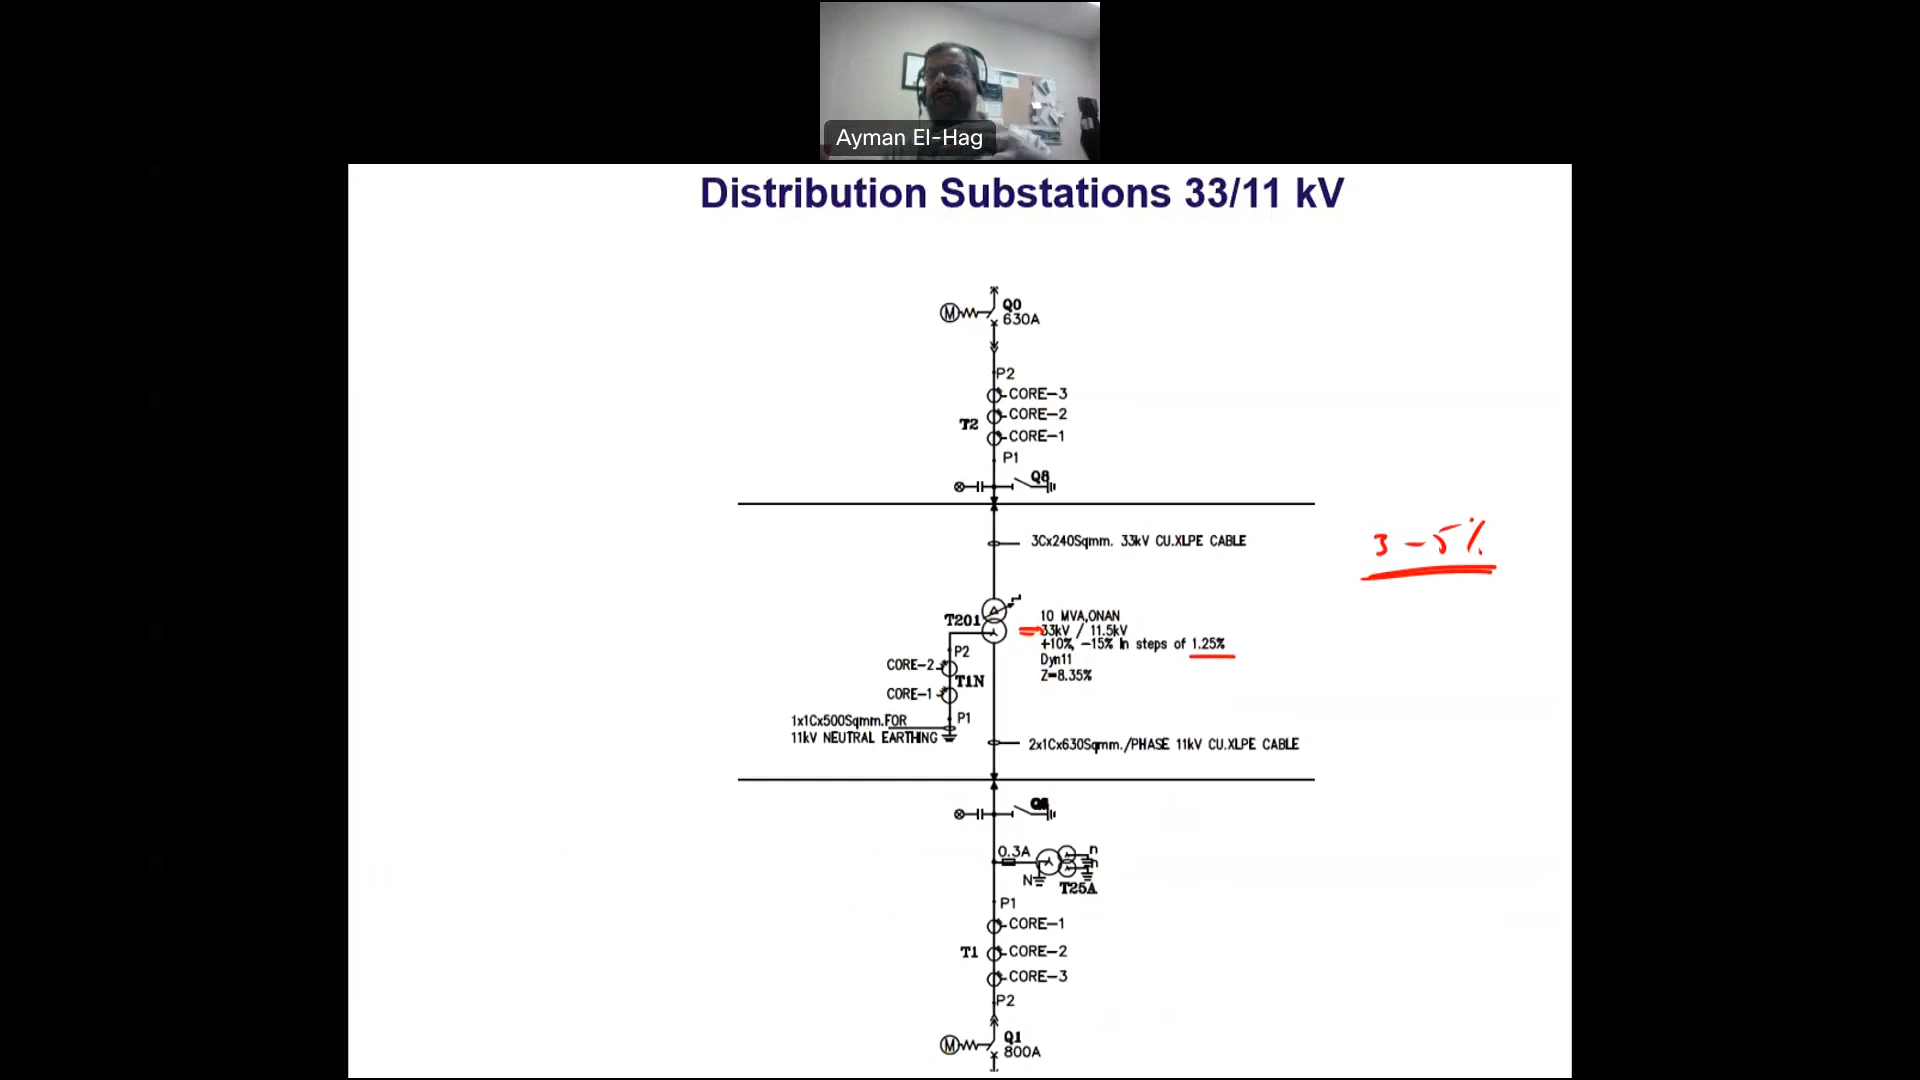 Ayman El-Hag
Distribution Substations 33/11 kV
Q0
M
630A
P2
CORE-3
CORE-2
T2
CORE-1
P1
Q8
3Cx240Sqmm. 33kV CU.XLPE CABLE
3-5%
10 MVA,ONAN
T201
33kV / 11.5kV
+10%, -15% In steps of 1.25%
P2
Dyn11
CORE-2
Z=8.35%
T1N
CORE-1
P1
1x1Cx500Sqmm.FOR
11kV NEUTRAL EARTHING
2x1Cx630Sqmm./PHASE 11kV CU.XLPE CABLE
0.3A
n
n
N
T25A
P1
CORE-1
T1
CORE-2
CORE-3
P2
Q1
M
800A